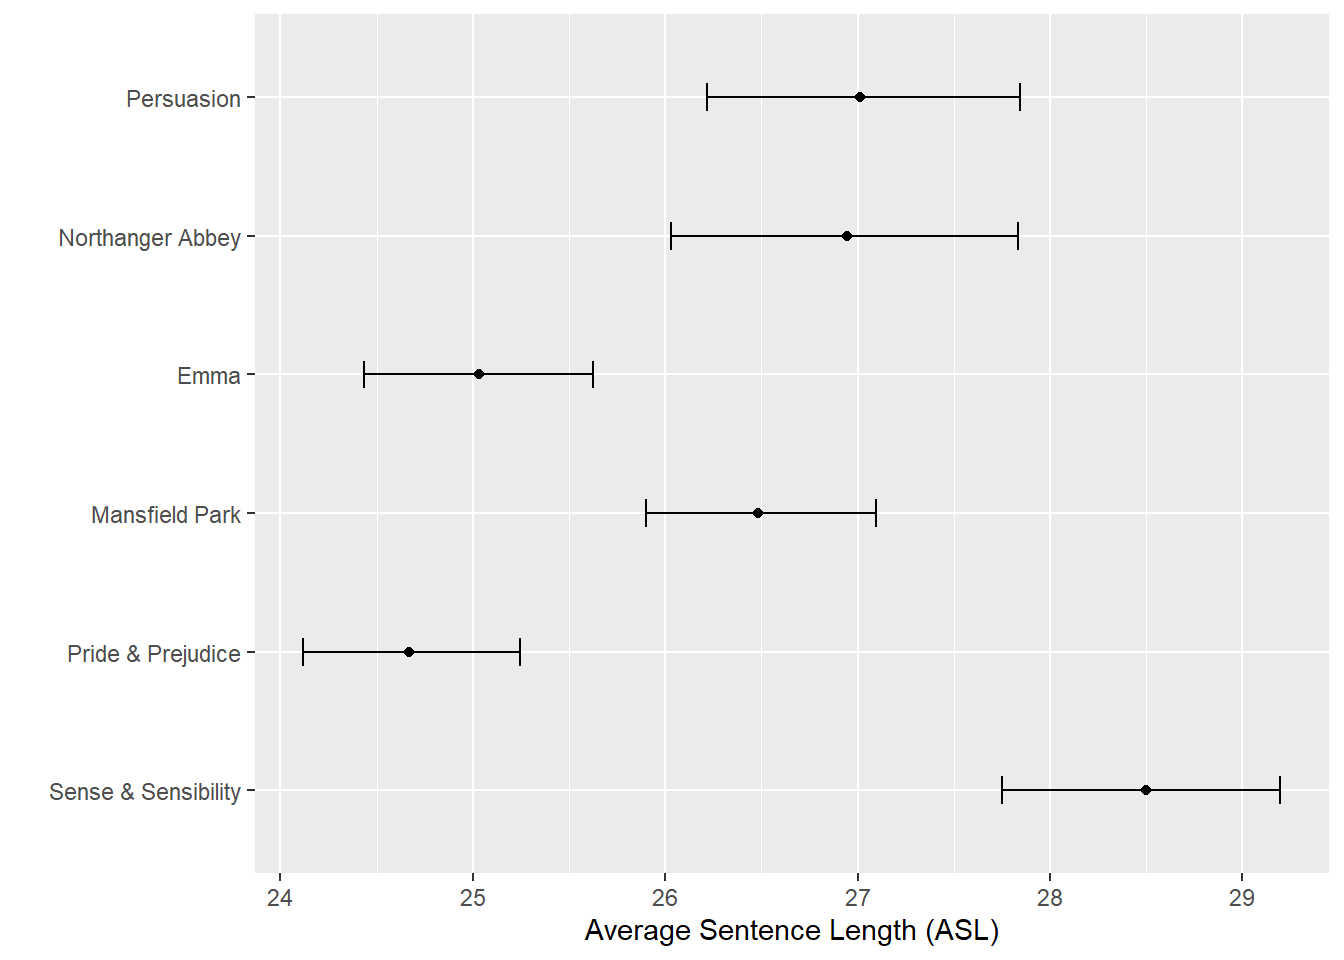 Persuasion
Northanger Abbey
Emma
Mansfield Park
Pride & Prejudice
Sense & Sensibility
24 25 26 27 28 29
Average Sentence Length (ASL)